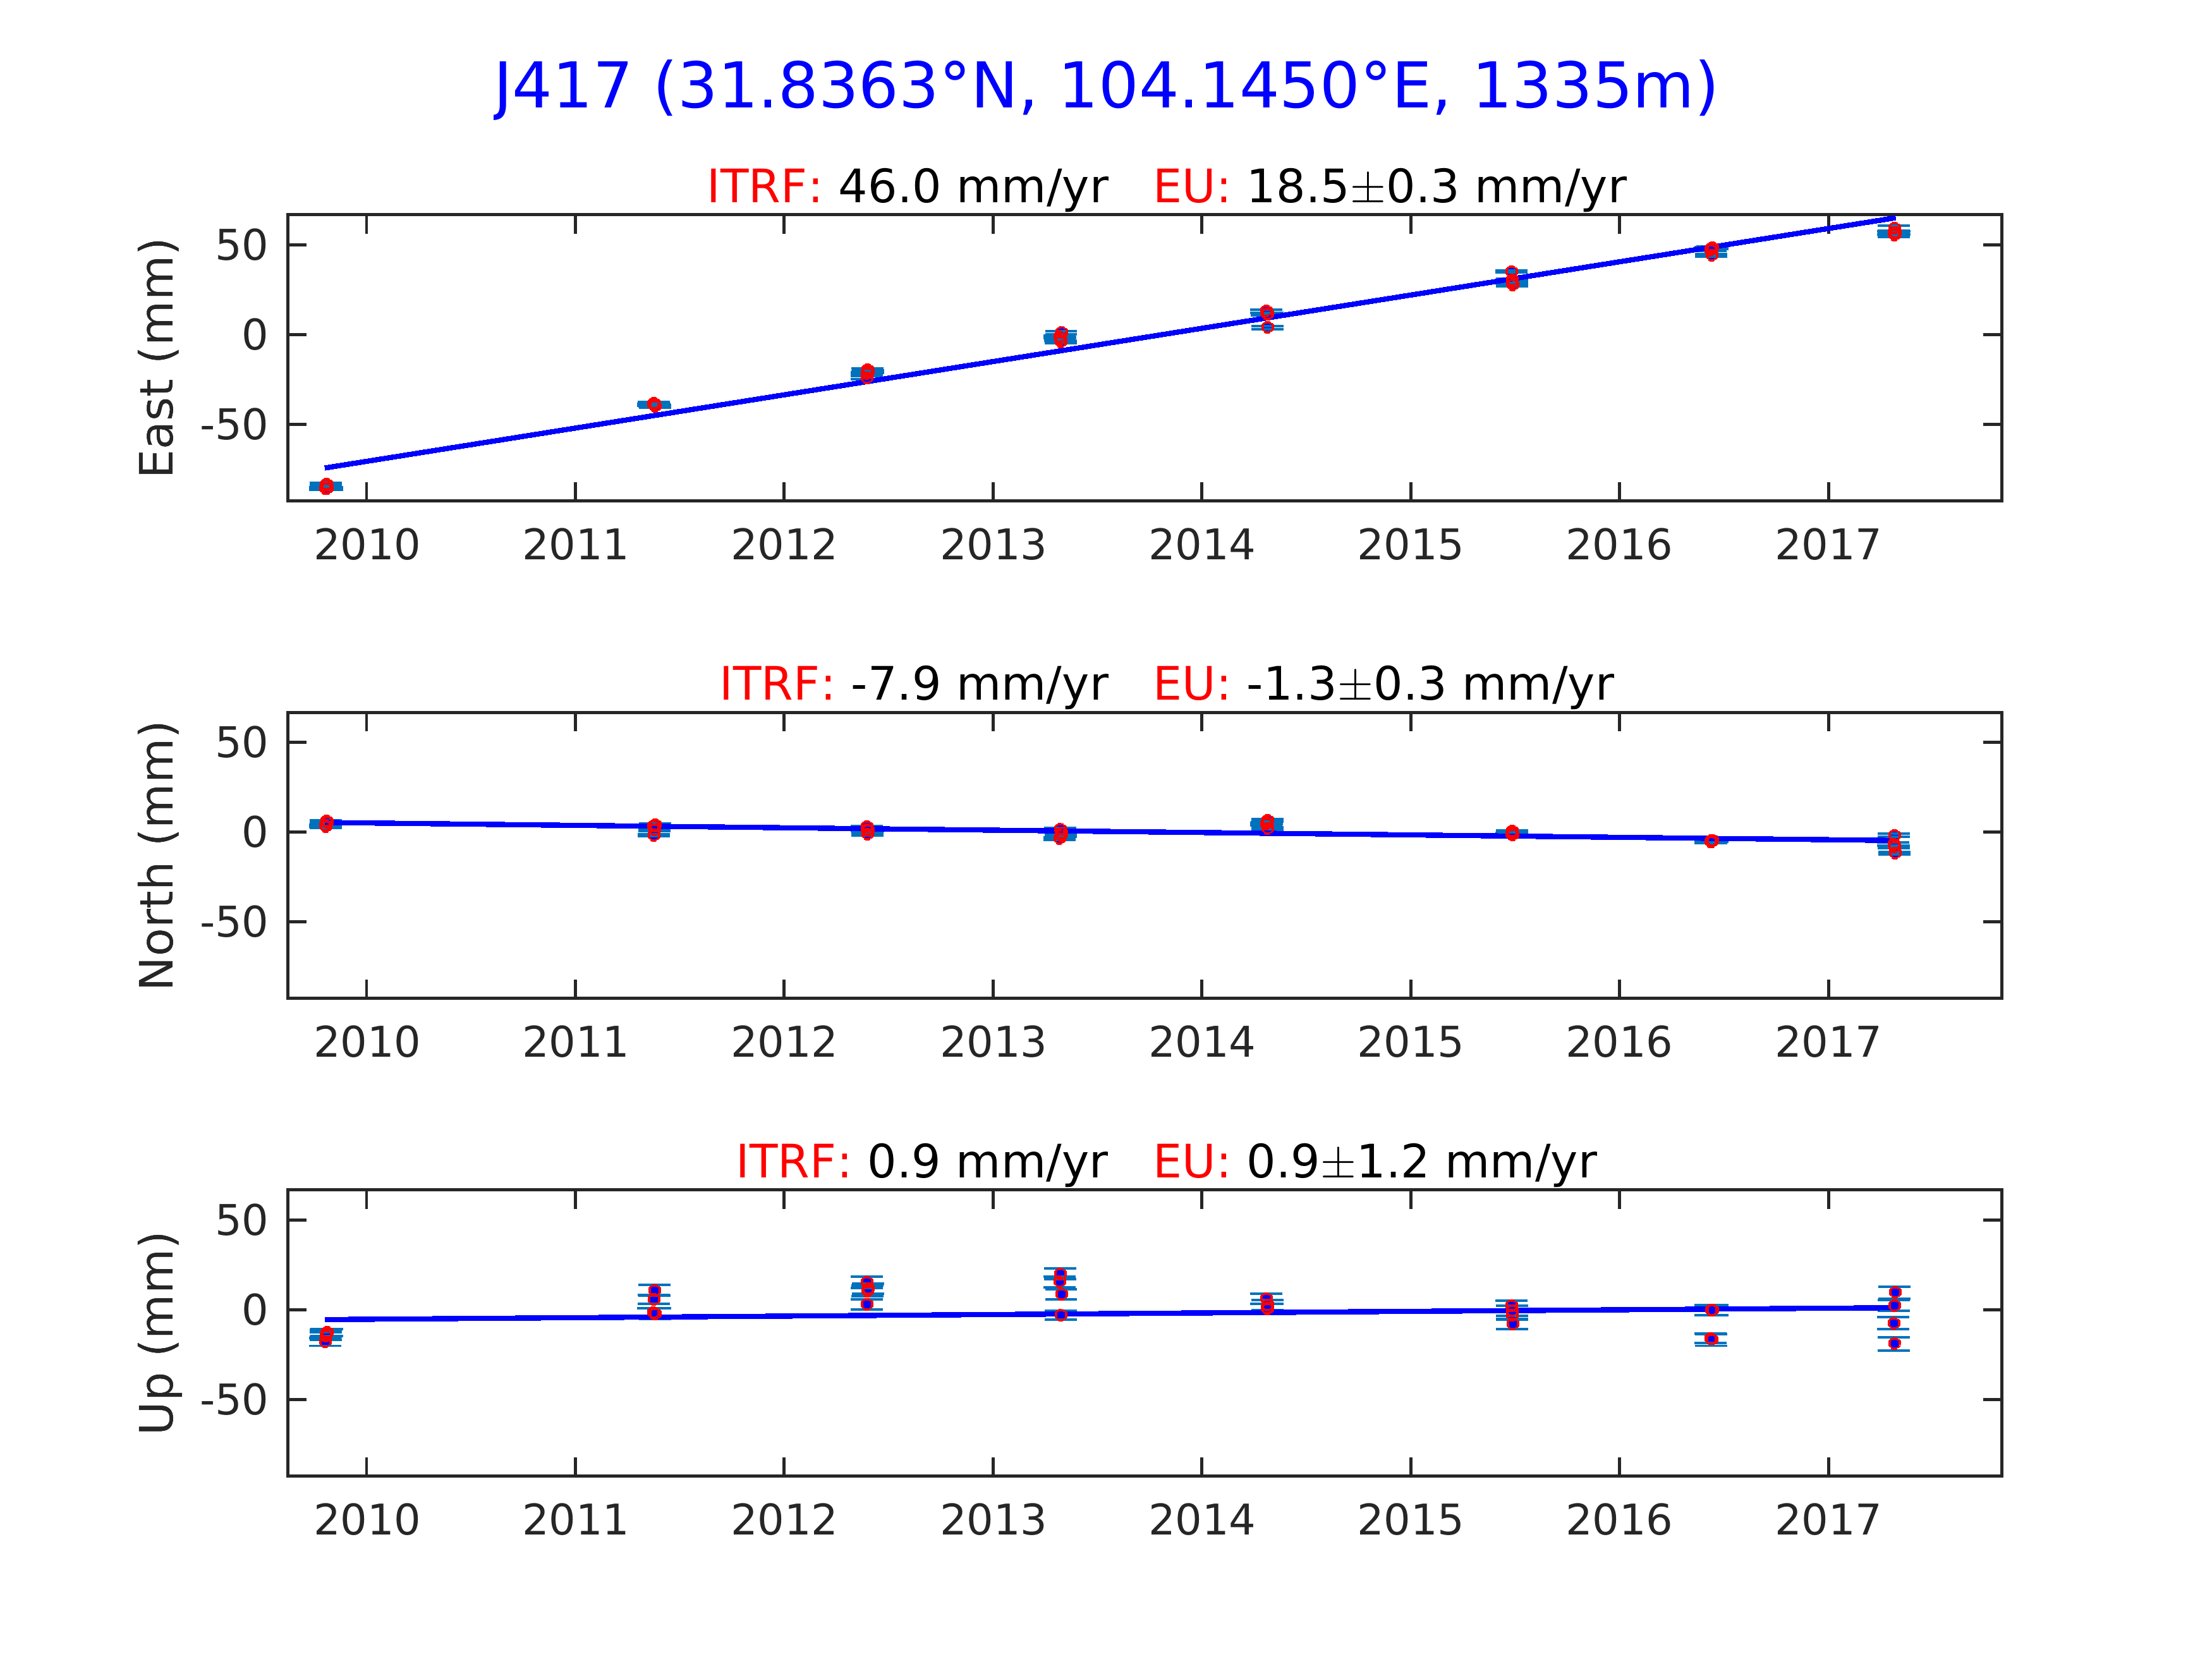 J417 (31.8363°N, 104.1450°E, 1335m)
ITRF: 46.0 mm/yr EU: 18.5±0.3 mm/yr
East (mm)
50
0
-50
2010 2011 2012 2013 2014 2015 2016 2017
ITRF: -7.9 mm/yr EU: -1.3±0.3 mm/yr
North (mm)
50
0
-50
2010 2011 2012 2013 2014 2015 2016 2017
ITRF: 0.9 mm/yr EU: 0.9±1.2 mm/yr
Up (mm)
50
0
-50
2010 2011 2012 2013 2014 2015 2016 2017